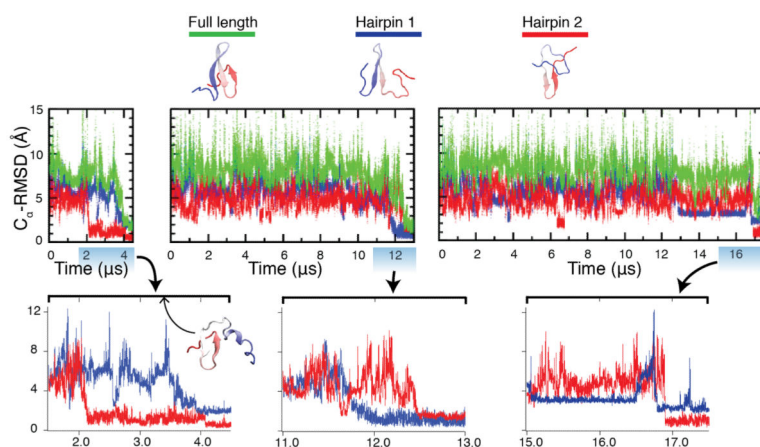 Full length Hairpin 1 Hairpin 2
Cα-RMSD (Å)
15
10
5
0
0 2 4
0 2 4 6 8 10 12
0 2 4 6 8 10 12 14 16
Time (μs) Time (μs) Time (μs)
12
8
4
0
2.0 3.0 4.0
11.0 12.0 13.0
15.0 16.0 17.0